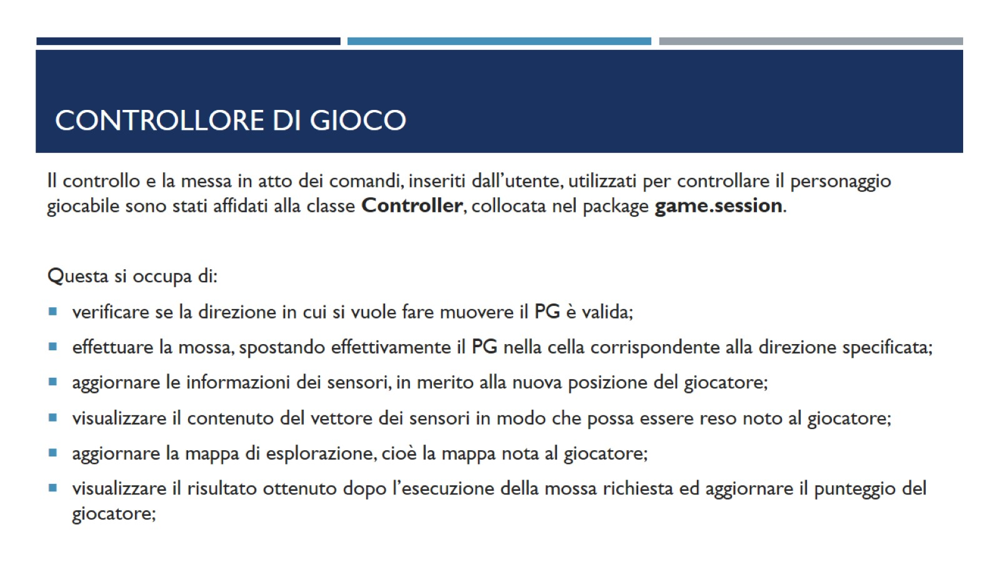 CONTROLLORE DI GIOCO
Il controllo e la messa in atto dei comandi, inseriti dall’utente, utilizzati per controllare il personaggio
giocabile sono stati affidati alla classe Controller, collocata nel package game.session.
Questa si occupa di:
verificare se la direzione in cui si vuole fare muovere il PG è valida;
effettuare la mossa, spostando effettivamente il PG nella cella corrispondente alla direzione specificata;
aggiornare le informazioni dei sensori, in merito alla nuova posizione del giocatore;
visualizzare il contenuto del vettore dei sensori in modo che possa essere reso noto al giocatore;
aggiornare la mappa di esplorazione, cioè la mappa nota al giocatore;
visualizzare il risultato ottenuto dopo l’esecuzione della mossa richiesta ed aggiornare il punteggio del
giocatore;